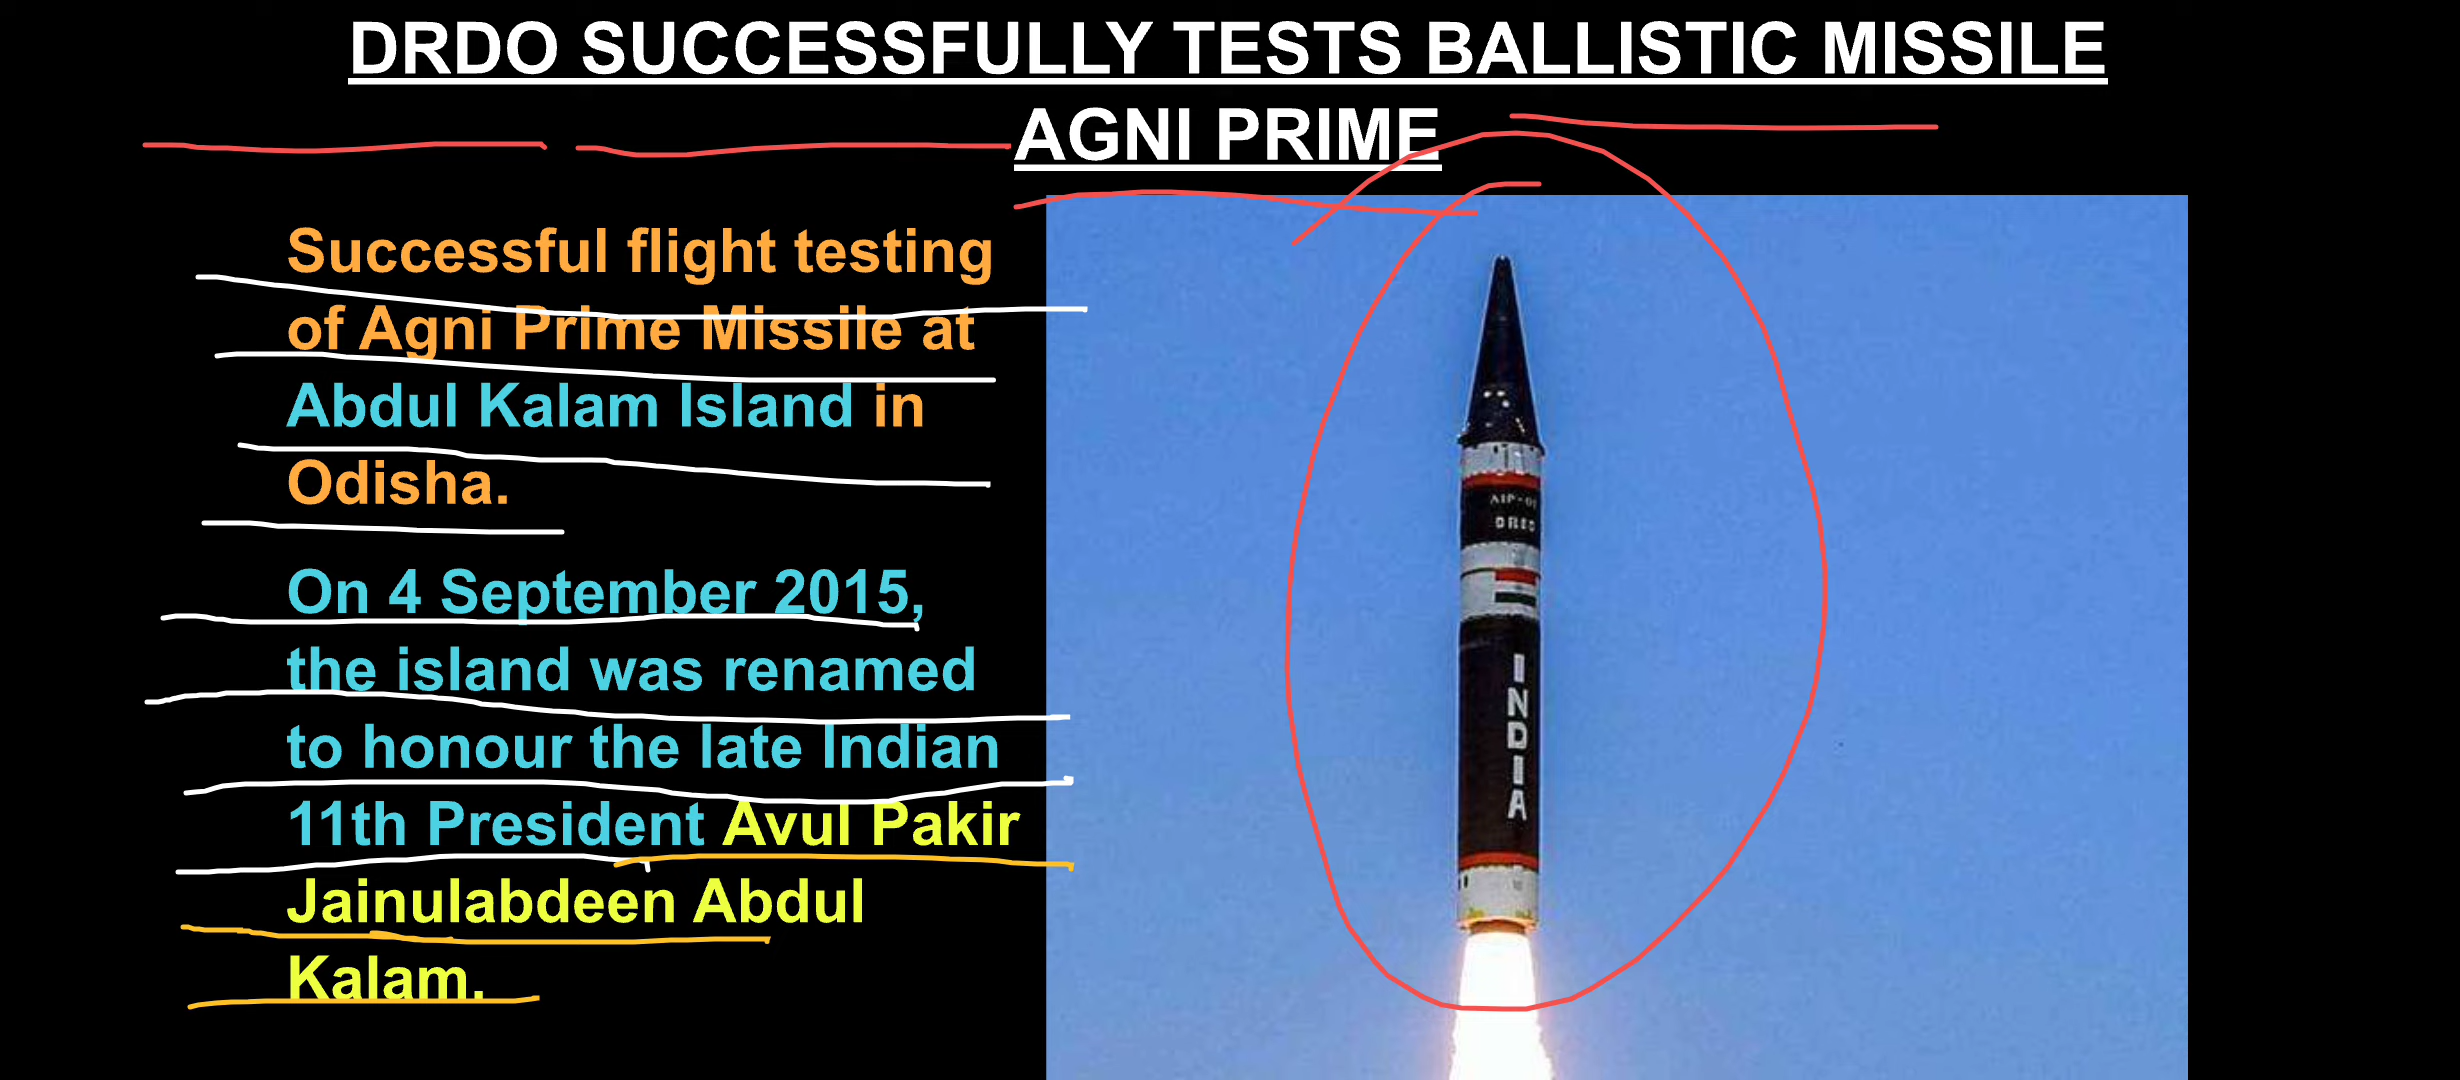 DRDO SUCCESSFULLY TESTS BALLISTIC MISSILE
AGNI PRIME
Successful flight testing
of Agni Prime Missile at
Abdul Kalam Island in
Odisha.
On 4 September 2015,
the island was renamed
to honour the late Indian
11th President Avul Pakir
Jainulabdeen Abdul
Kalam.
DRDO
INDIA